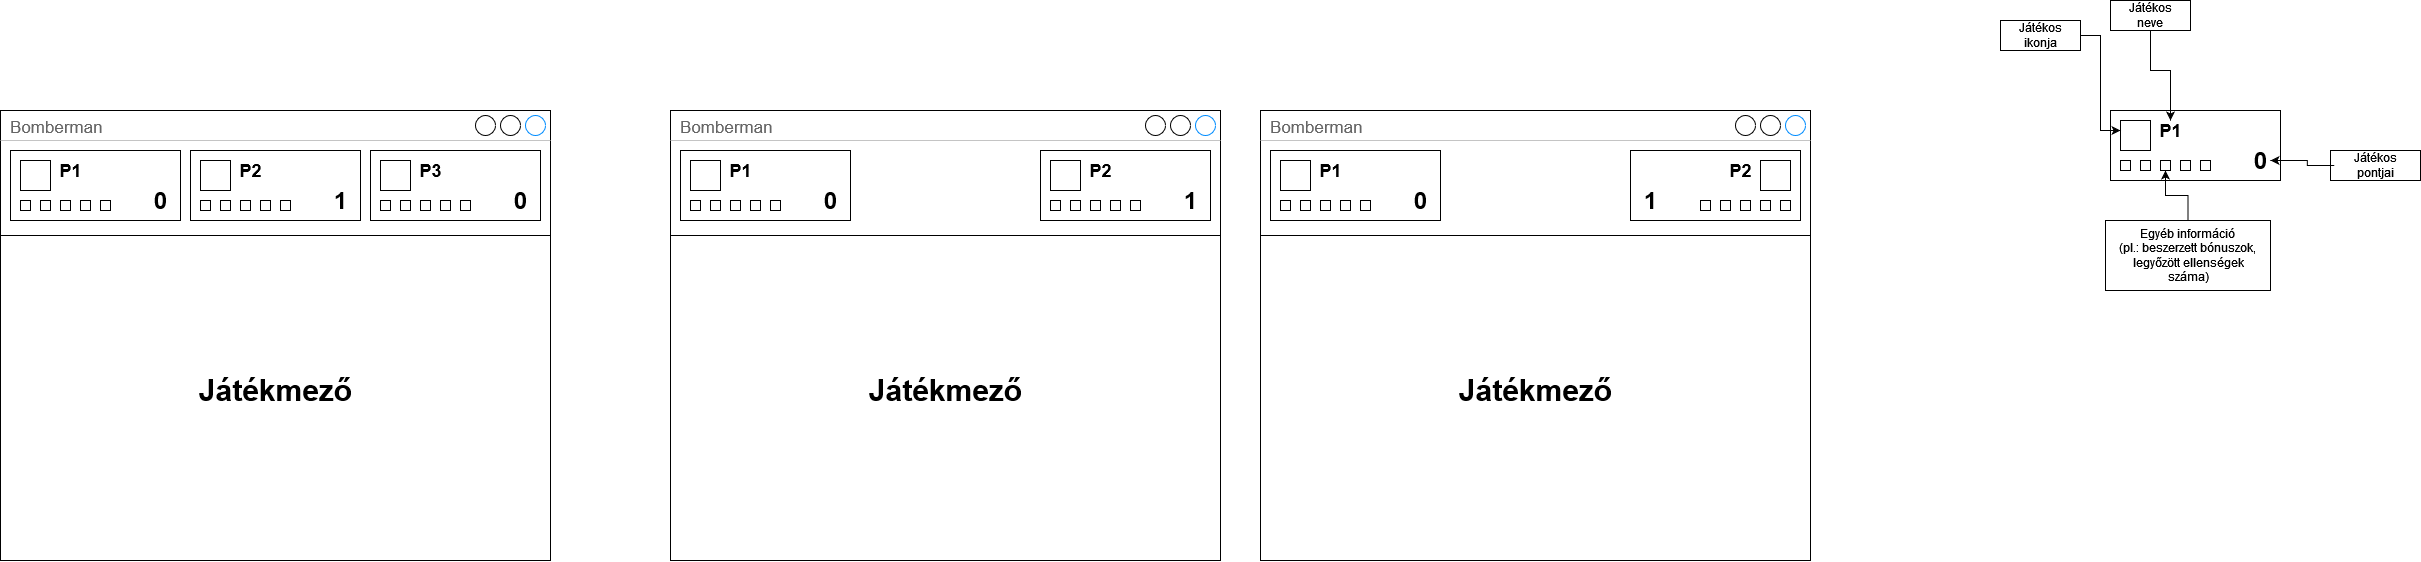 Bomberman
P1
0
P2
1
P3
0
Játékmező
Bomberman
P1
0
P2
1
Játékmező
Bomberman
P1
0
P2
1
Játékmező
Játékos
neve
Játékos
ikonja
P1
0
Játékos
pontjai
Egyéb információ
(pl.: beszerzett bónuszok,
legyőzött ellenségek
száma)